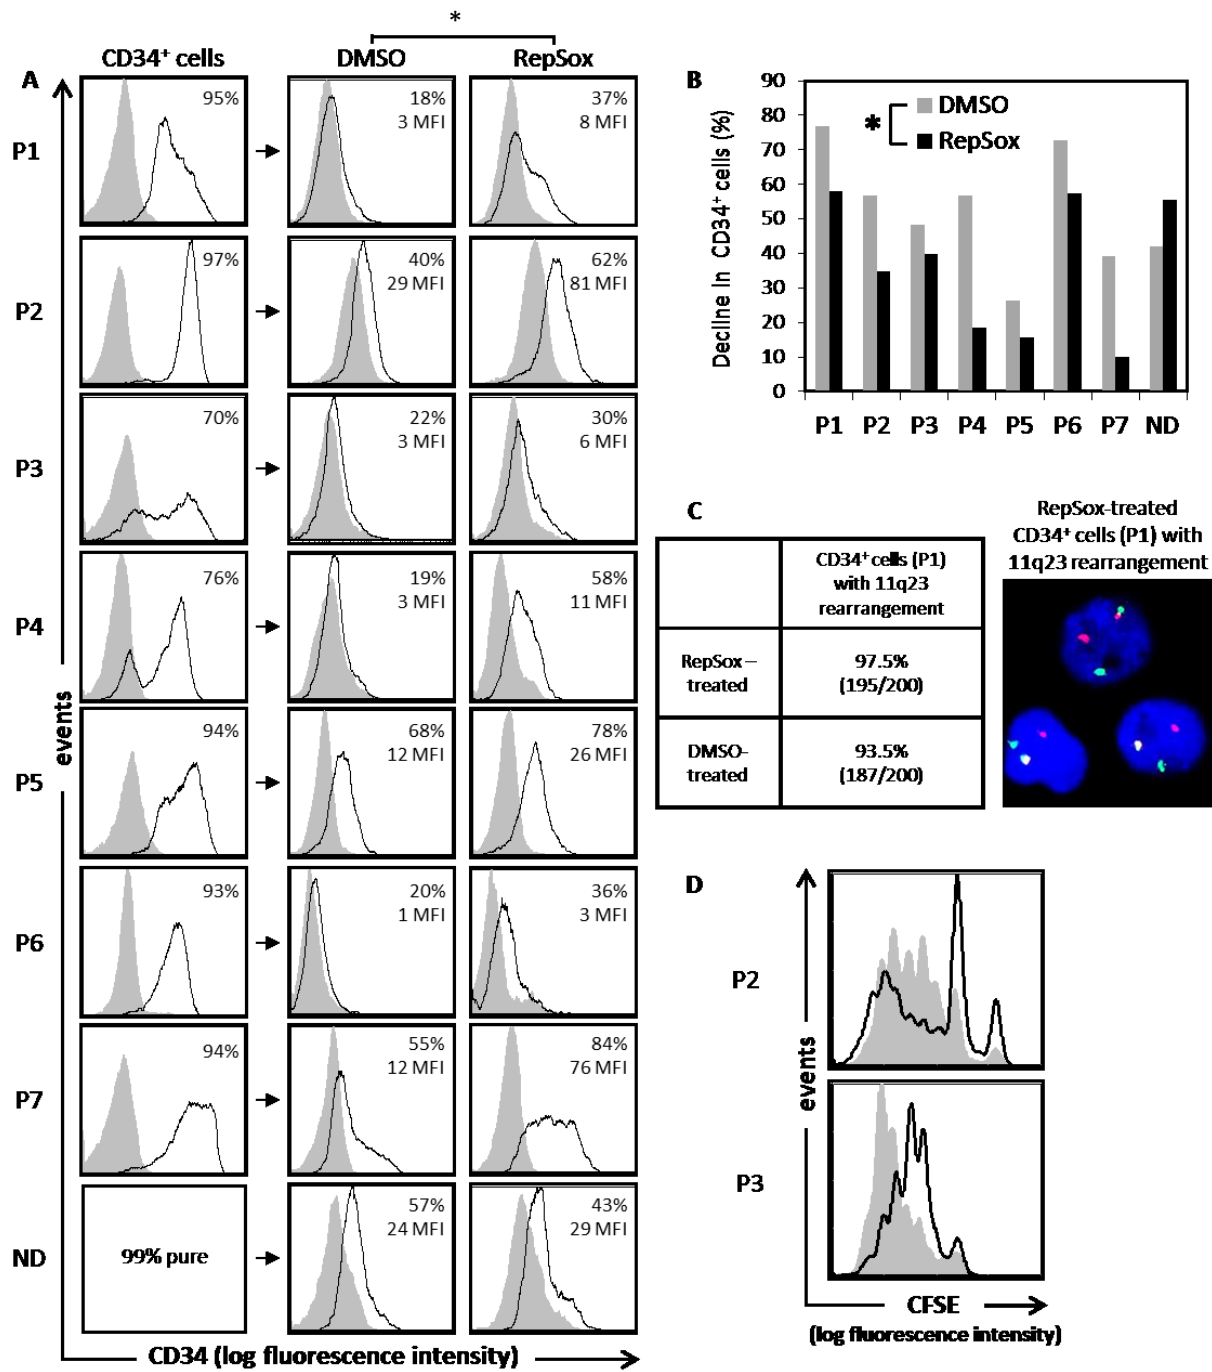 *
CD34⁺ cells DMSO RepSox
A
P1
95%
18%
3 MFI
37%
8 MFI
P2
97%
40%
29 MFI
62%
81 MFI
P3
70%
22%
3 MFI
30%
6 MFI
P4
76%
19%
3 MFI
58%
11 MFI
P5
94%
68%
12 MFI
78%
26 MFI
P6
93%
20%
1 MFI
36%
3 MFI
P7
94%
55%
12 MFI
84%
76 MFI
ND
99% pure
57%
24 MFI
43%
29 MFI
events
CD34 (log fluorescence intensity)
B
Decline In CD34⁺ cells (%)
90
80
70
60
50
40
30
20
10
0
* DMSO
RepSox
P1 P2 P3 P4 P5 P6 P7 ND
C
CD34⁺ cells (P1)
with 11q23
rearrangement
RepSox –
treated
97.5%
(195/200)
DMSO-
treated
93.5%
(187/200)
RepSox-treated
CD34⁺ cells (P1) with
11q23 rearrangement
D
P2
P3
events
CFSE
(log fluorescence intensity)